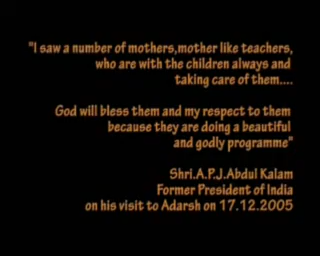 "I saw a number of mothers,mother like teachers,
who are with the children always and
taking care of them....
God will bless them and my respect to them
because they are doing a beautiful
and godly programme"
Shri.A.P.J.Abdul Kalam
Former President of India
on his visit to Adarsh on 17.12.2005